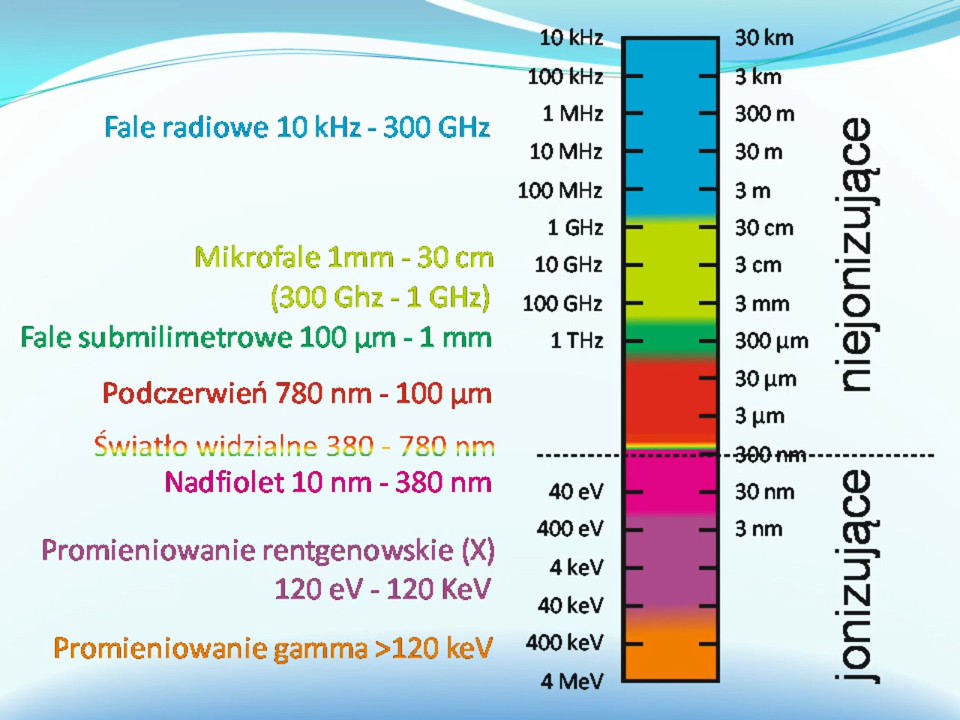 Fale radiowe 10 kHz - 300 GHz
Mikrofale 1mm - 30 cm
(300 Ghz - 1 GHz)
Fale submilimetrowe 100 µm - 1 mm
Podczerwień 780 nm - 100 µm
Światło widzialne 380 - 780 nm
Nadfiolet 10 nm - 380 nm
Promieniowanie rentgenowskie (X)
120 eV - 120 KeV
Promieniowanie gamma >120 keV
10 kHz 30 km
100 kHz 3 km
1 MHz 300 m
10 MHz 30 m
100 MHz 3 m
1 GHz 30 cm
10 GHz 3 cm
100 GHz 3 mm
1 THz 300 µm
30 µm
3 µm
300 nm
40 eV 30 nm
400 eV 3 nm
4 keV
40 keV
400 keV
4 MeV
niejonizujące
jonizujące